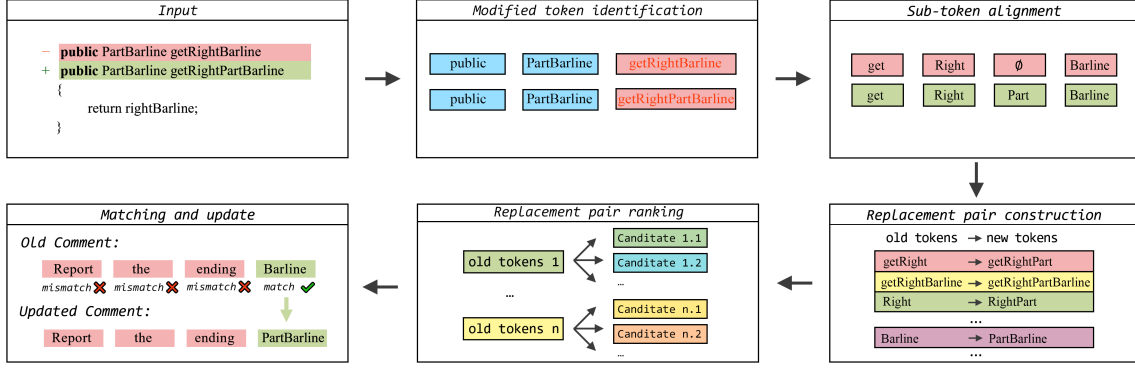 Input
− public PartBarline getRightBarline
+ public PartBarline getRightPartBarline
{
return rightBarline;
}
Modified token identification
public PartBarline getRightBarline
public PartBarline getRightPartBarline
Sub-token alignment
get Right ∅ Barline
get Right Part Barline
Replacement pair construction
old tokens → new tokens
getRight → getRightPart
getRightBarline → getRightPartBarline
Right → RightPart
...
Barline → PartBarline
...
Replacement pair ranking
old tokens 1
Canditate 1.1
Canditate 1.2
...
...
old tokens n
Canditate n.1
Canditate n.2
...
Matching and update
Old Comment:
Report the ending Barline
mismatch mismatch mismatch match
Updated Comment:
Report the ending PartBarline